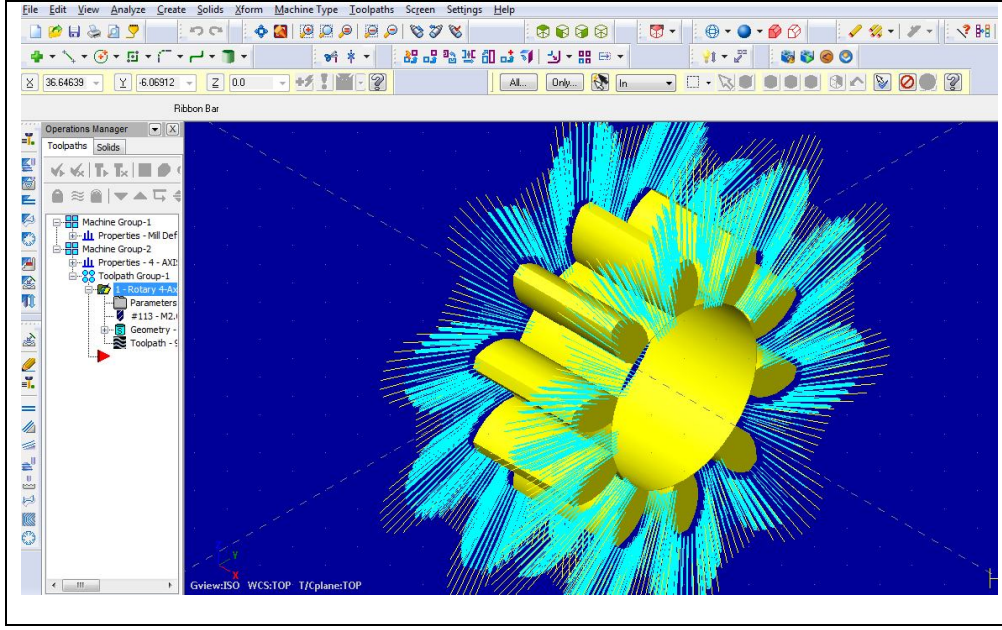 File Edit View Analyze Create Solids Xform Machine Type Toolpaths Screen Settings Help
X 36.64639 Y -6.06912 Z 0.0 All... Only... In
Ribbon Bar
Operations Manager
Toolpaths Solids
Machine Group-1
Properties - Mill Def
Machine Group-2
Properties - 4 - AXI
Toolpath Group-1
1 - Rotary 4-Ax
Parameters
#113 - M2.
Geometry -
Toolpath - 9
Y
X
Gview:ISO WCS:TOP T/Cplane:TOP